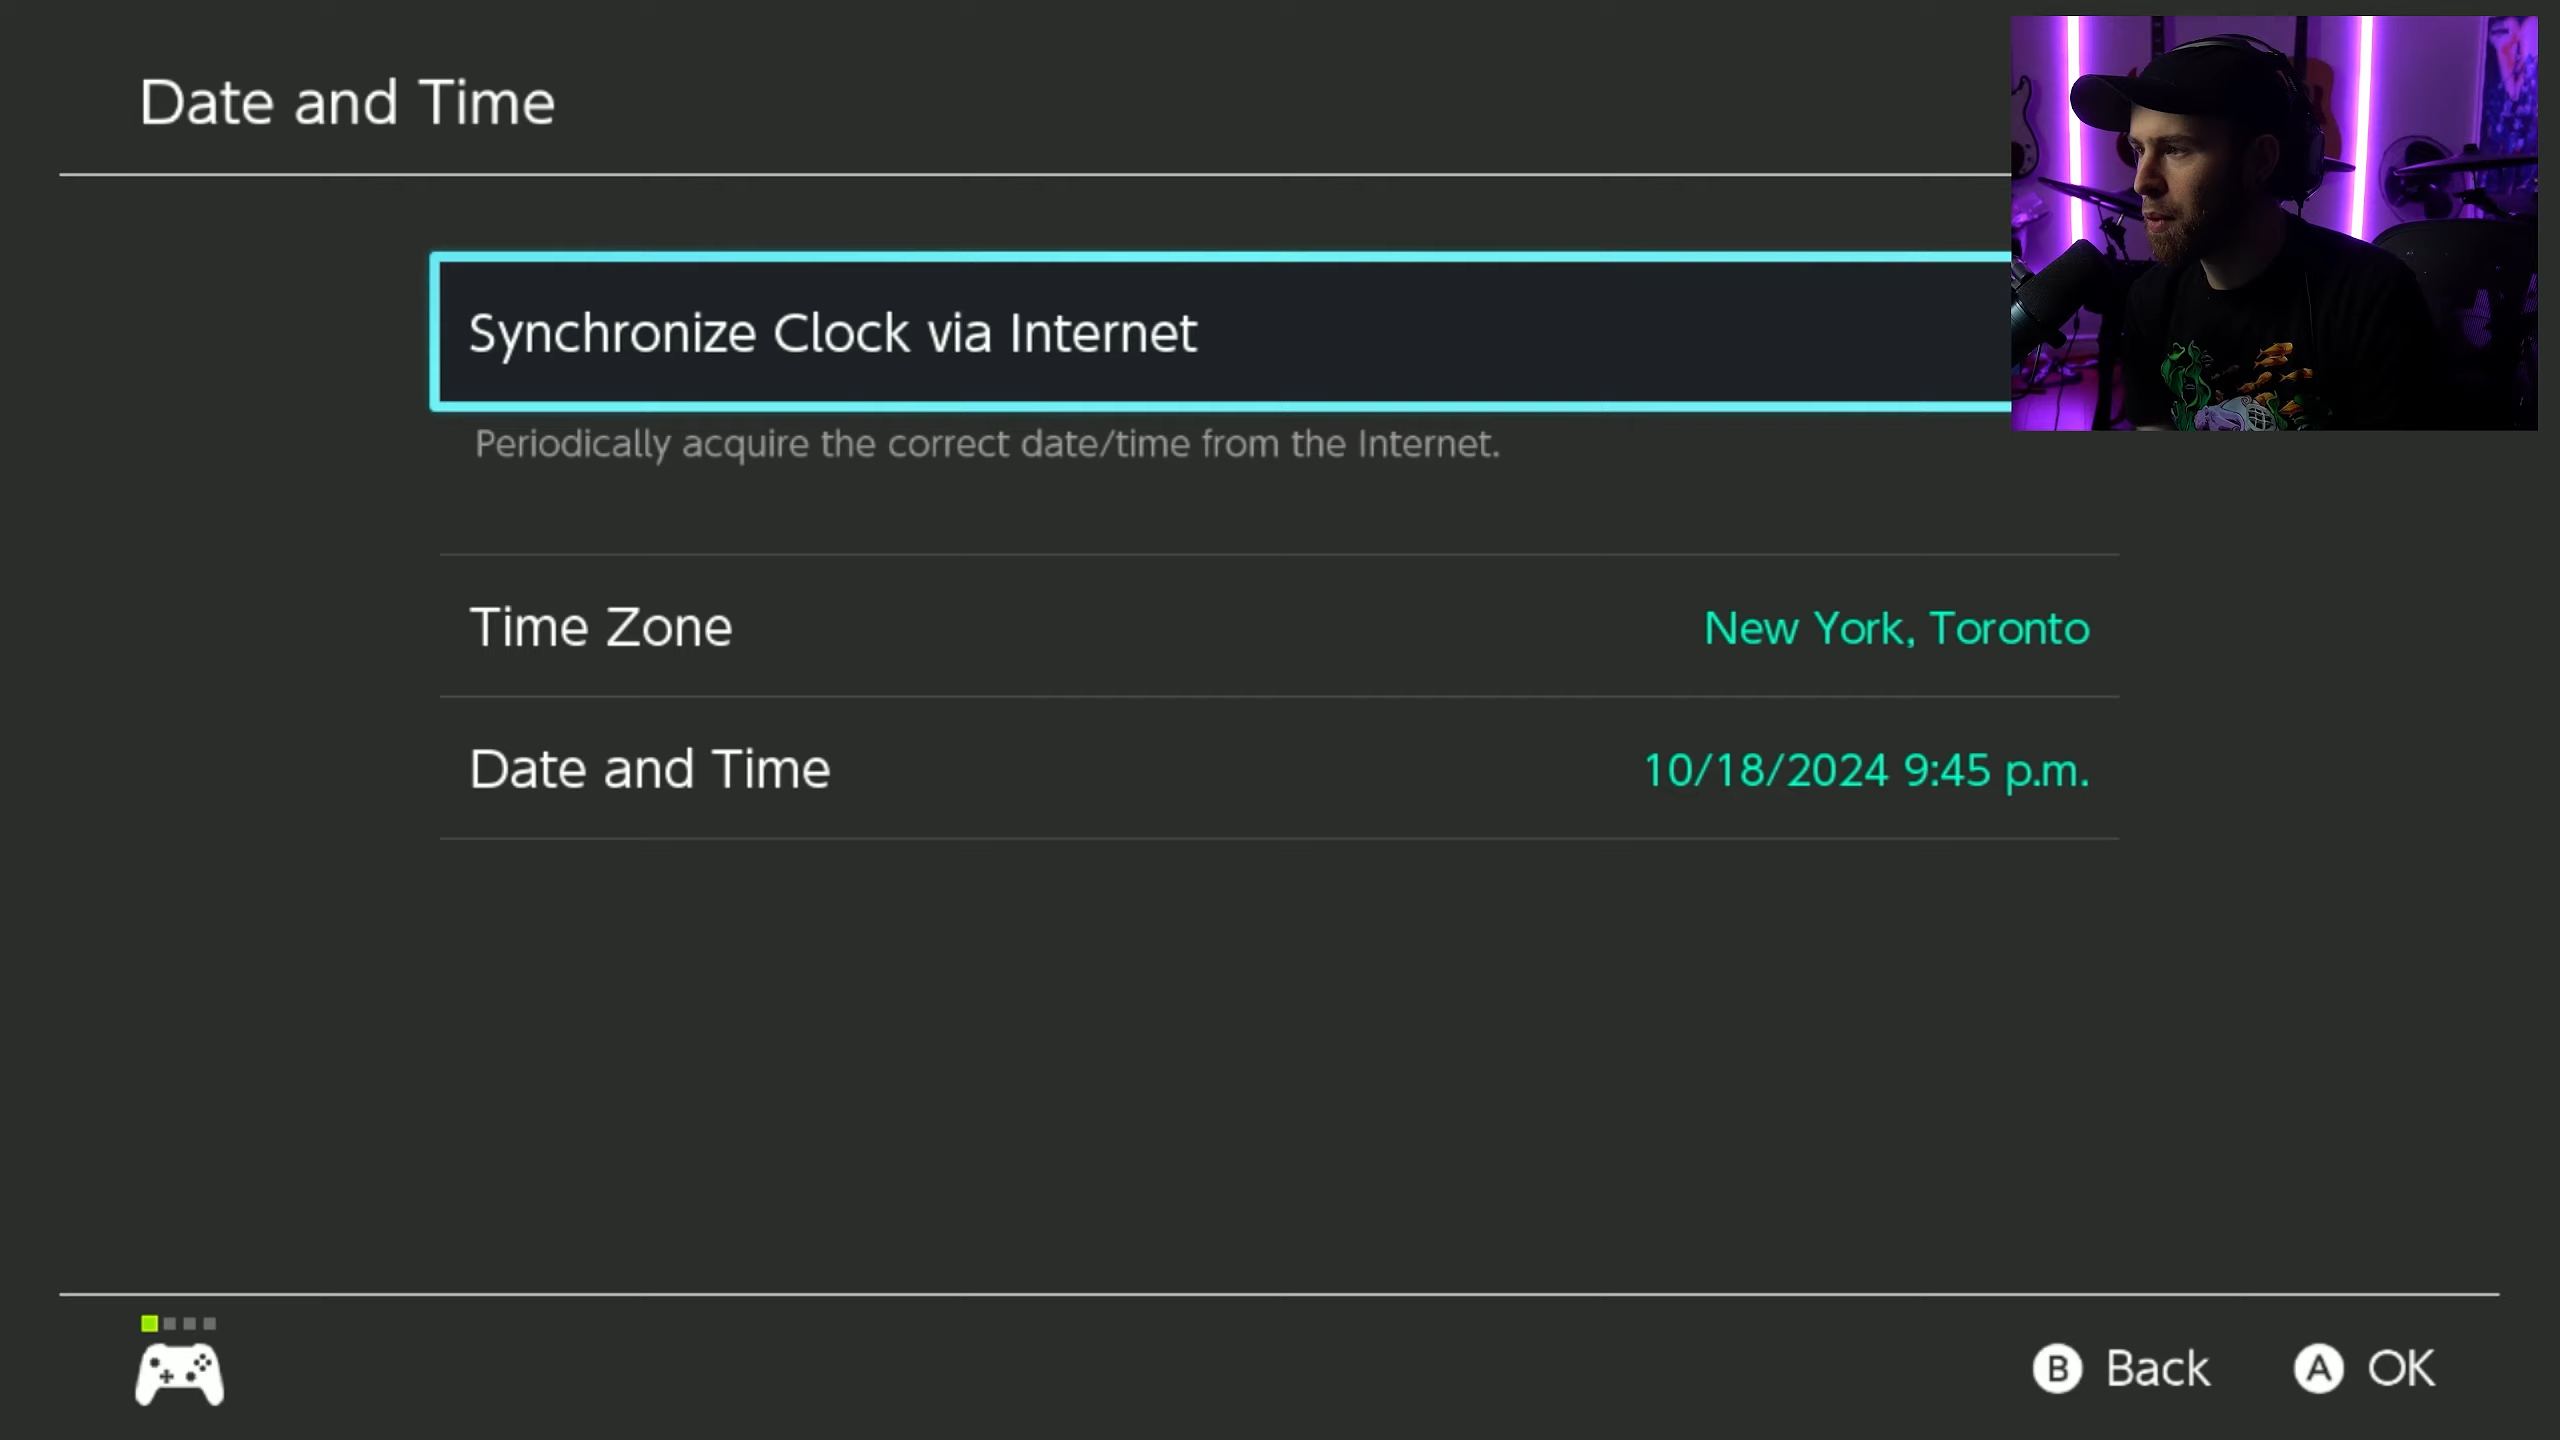 Date and Time
Synchronize Clock via Internet
Periodically acquire the correct date/time from the Internet.
Time Zone New York, Toronto
Date and Time 10/18/2024 9:45 p.m.
B Back A OK